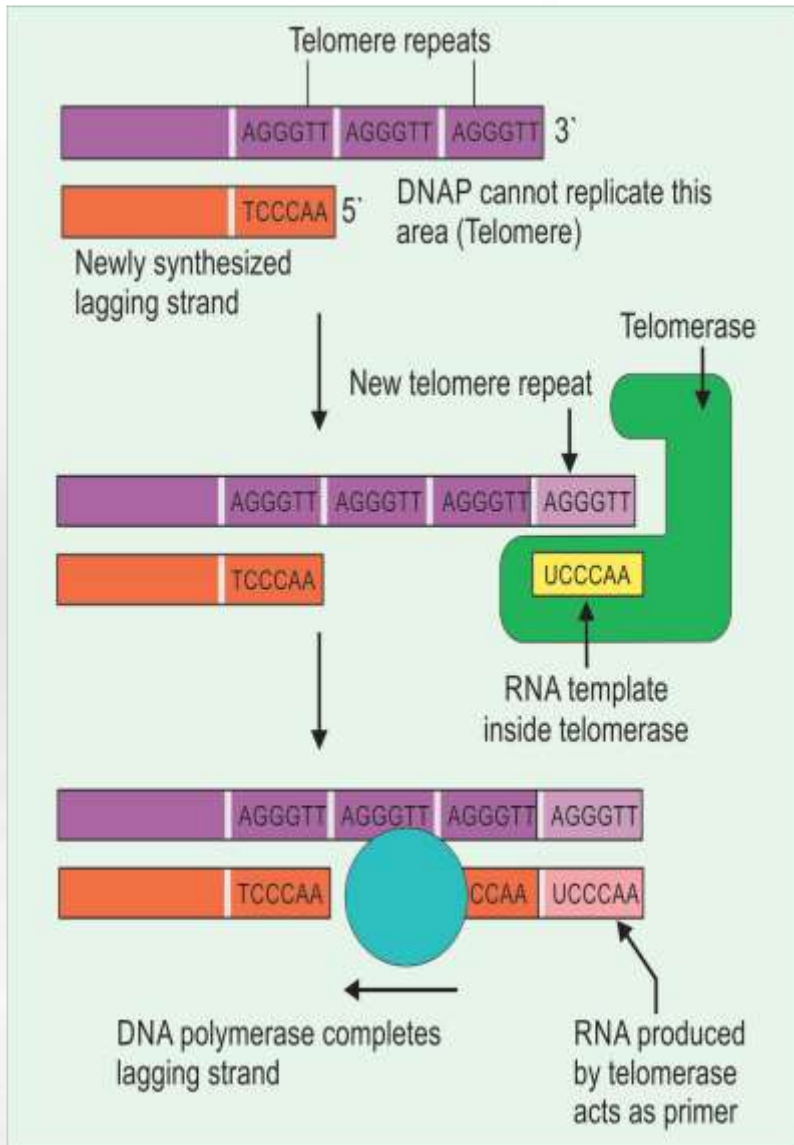 Telomere repeats
AGGGTT AGGGTT AGGGTT 3`
TCCCAA 5`
DNAP cannot replicate this
area (Telomere)
Newly synthesized
lagging strand
Telomerase
New telomere repeat
AGGGTT AGGGTT AGGGTT AGGGTT
TCCCAA
UCCCAA
RNA template
inside telomerase
AGGGTT AGGGTT AGGGTT AGGGTT
TCCCAA CCAA UCCCAA
DNA polymerase completes
lagging strand
RNA produced
by telomerase
acts as primer